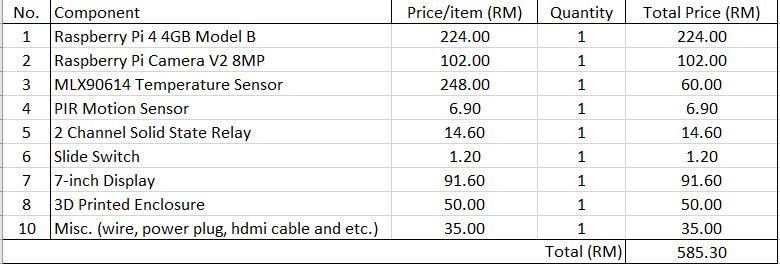 No. Component Price/item (RM) Quantity Total Price (RM)
1 Raspberry Pi 4 4GB Model B 224.00 1 224.00
2 Raspberry Pi Camera V2 8MP 102.00 1 102.00
3 MLX90614 Temperature Sensor 248.00 1 60.00
4 PIR Motion Sensor 6.90 1 6.90
5 2 Channel Solid State Relay 14.60 1 14.60
6 Slide Switch 1.20 1 1.20
7 7-inch Display 91.60 1 91.60
8 3D Printed Enclosure 50.00 1 50.00
10 Misc. (wire, power plug, hdmi cable and etc.) 35.00 1 35.00
Total (RM) 585.30